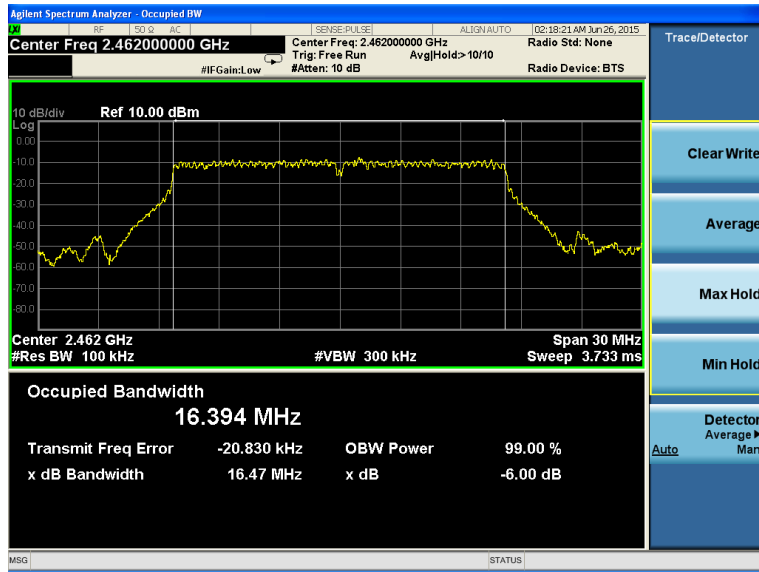 Agilent Spectrum Analyzer - Occupied BW
LXI RF 50 Ω AC SENSE:PULSE ALIGN AUTO 02:18:21 AM Jun 26, 2015
Center Freq 2.462000000 GHz
Center Freq: 2.462000000 GHz
Radio Std: None
Trig: Free Run Avg|Hold:>10/10
#IFGain:Low
#Atten: 10 dB
Radio Device: BTS
Trace/Detector
10 dB/div Ref 10.00 dBm
Log
0.00
-10.0
-20.0
-30.0
-40.0
-50.0
-60.0
-70.0
-80.0
Center 2.462 GHz Span 30 MHz
#Res BW 100 kHz #VBW 300 kHz Sweep 3.733 ms
Clear Write
Average
Max Hold
Min Hold
Detector
Average
Auto Man
Occupied Bandwidth
16.394 MHz
Transmit Freq Error -20.830 kHz OBW Power 99.00 %
x dB Bandwidth 16.47 MHz x dB -6.00 dB
MSG STATUS